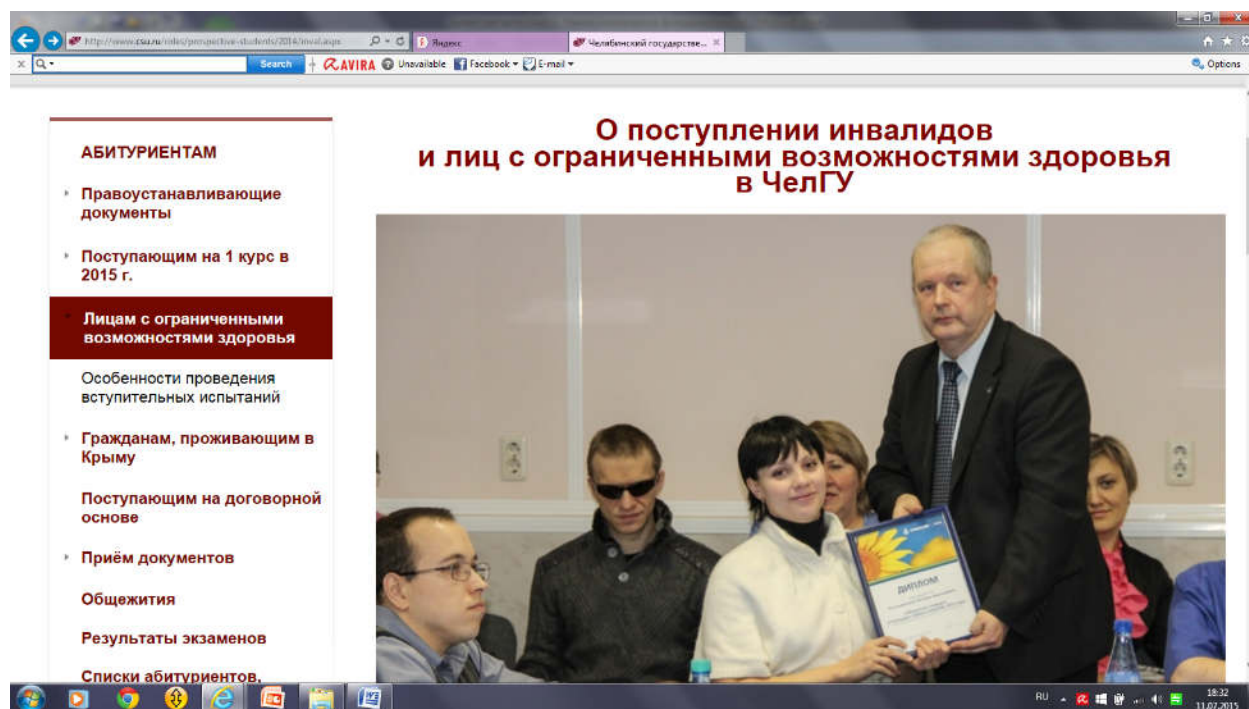 http://www.csu.ru/roles/prospective-students/2014/inval.aspx
Яндекс
Челябинский государстве...
Search
AVIRA
Unavailable
Facebook
E-mail
Options
АБИТУРИЕНТАМ
Правоустанавливающие
документы
Поступающим на 1 курс в
2015 г.
Лицам с ограниченными
возможностями здоровья
Особенности проведения
вступительных испытаний
Гражданам, проживающим в
Крыму
Поступающим на договорной
основе
Приём документов
Общежития
Результаты экзаменов
Списки абитуриентов,
О поступлении инвалидов
и лиц с ограниченными возможностями здоровья
в ЧелГУ
ДИПЛОМ
RU
18:32
11.07.2015